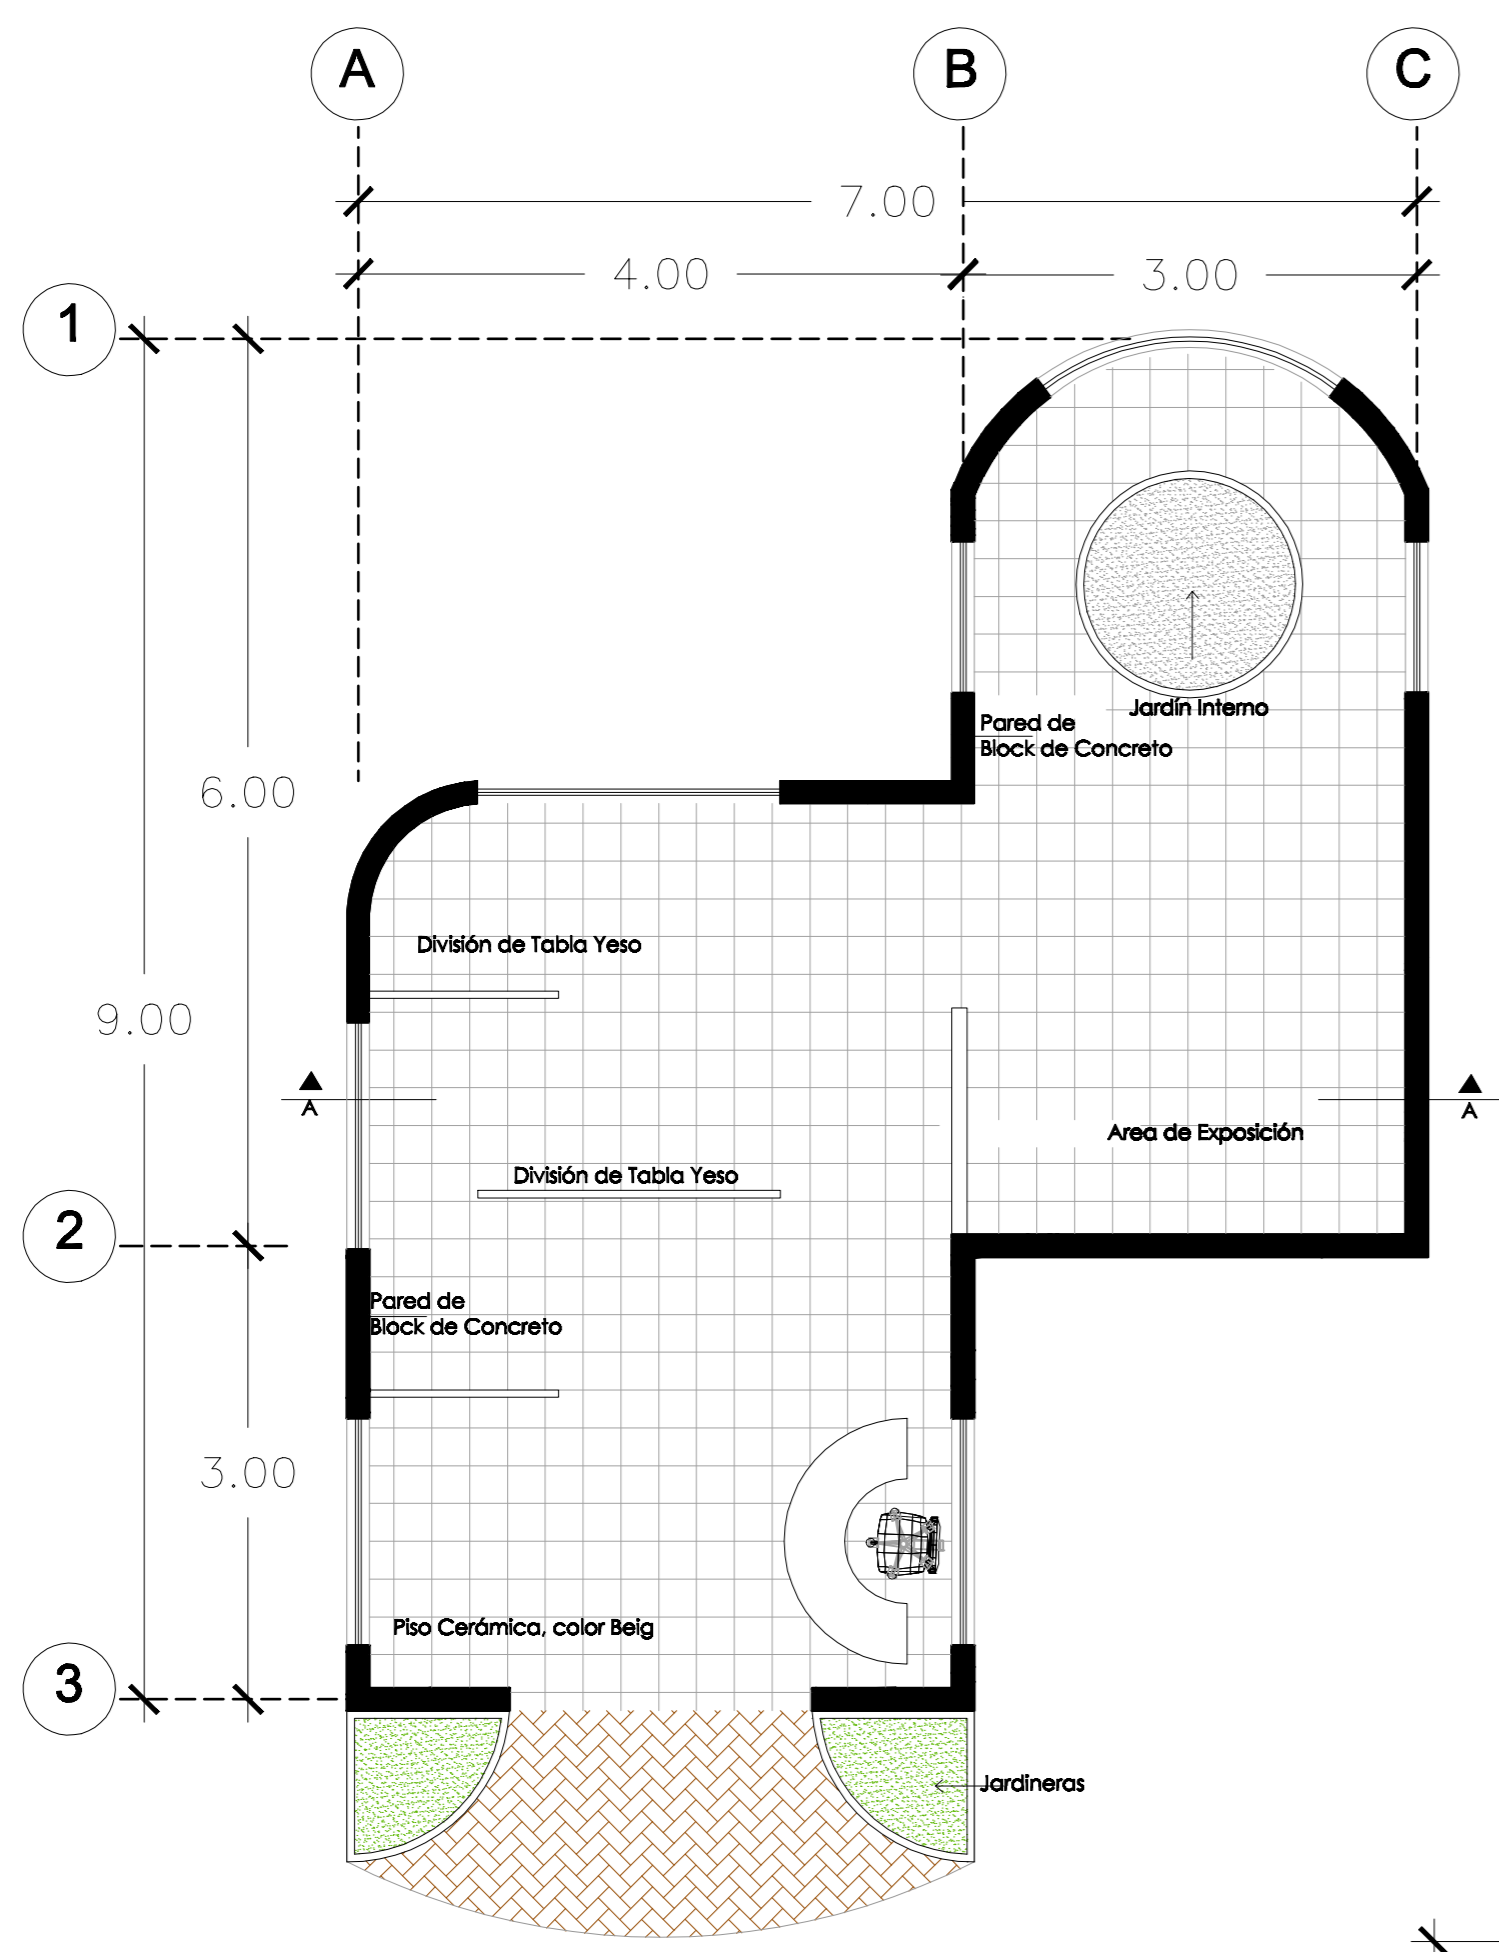 A B C
7.00
4.00 3.00
1
Jardín Interno
Pared de
Block de Concreto
6.00
División de Tabla Yeso
9.00
A A
Area de Exposición
División de Tabla Yeso
2
Pared de
Block de Concreto
3.00
Piso Cerámica, color Beig
3
Jardineras